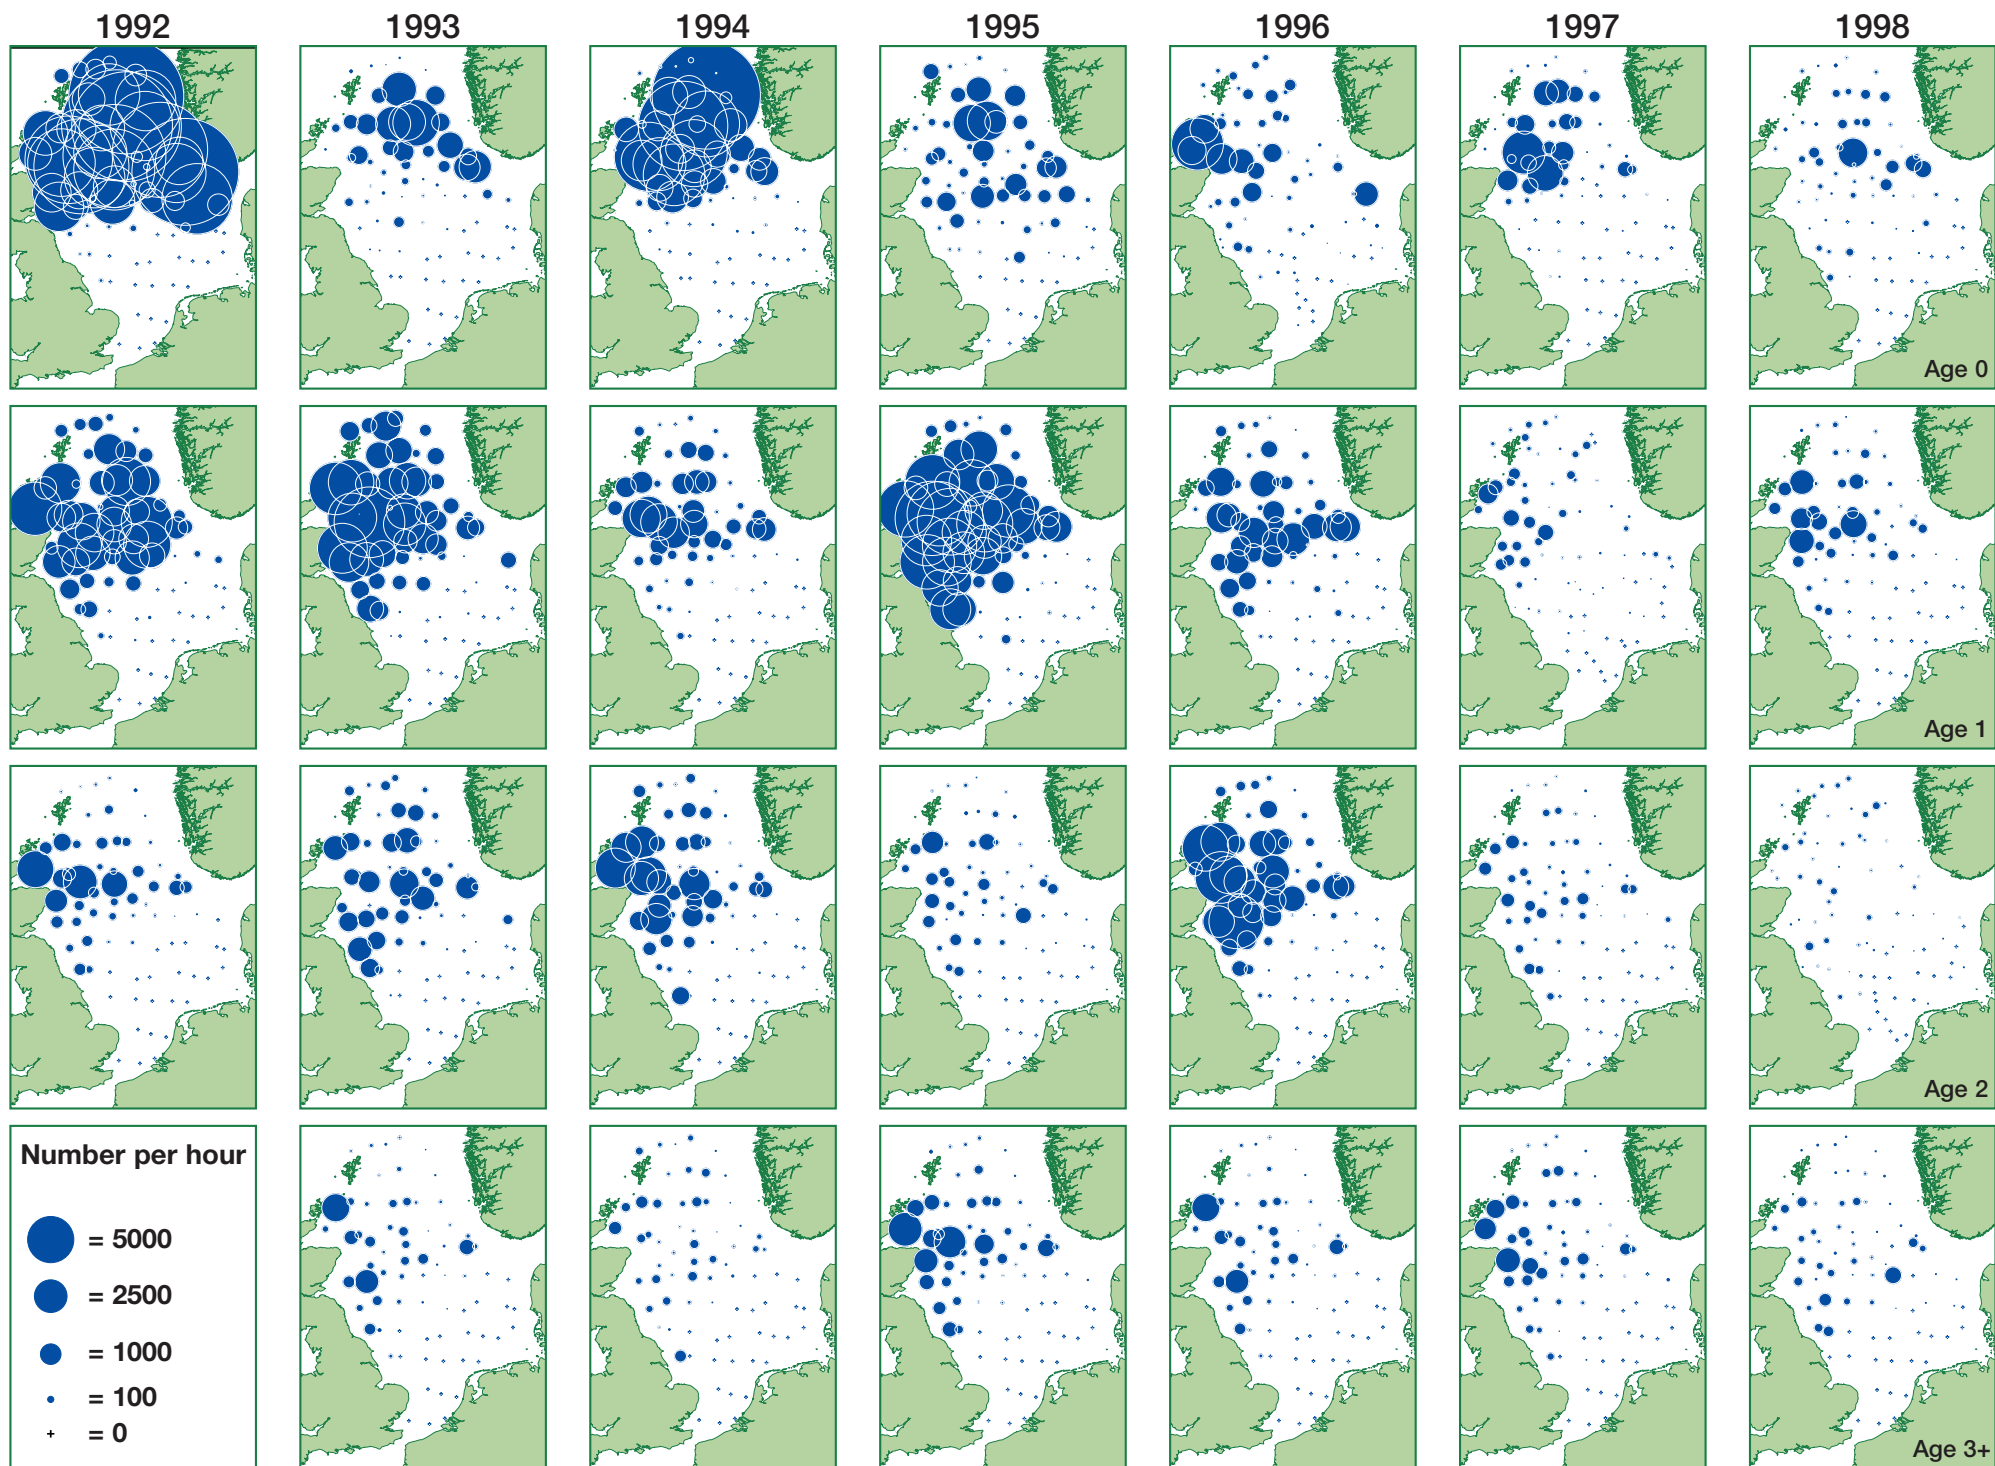 1992 1993 1994 1995 1996 1997 1998
Age 0
Age 1
Age 2
Number per hour
= 5000
= 2500
= 1000
= 100
= 0
Age 3+